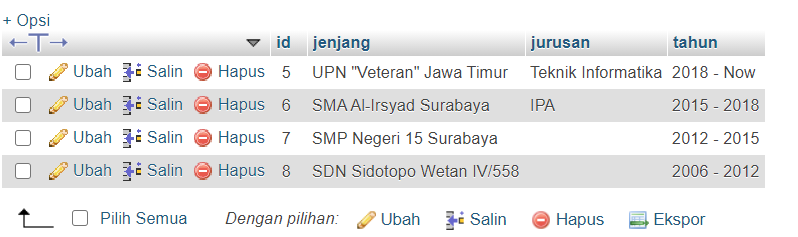 + Opsi
id jenjang jurusan tahun
Ubah Salin Hapus 5 UPN "Veteran" Jawa Timur Teknik Informatika 2018 - Now
Ubah Salin Hapus 6 SMA Al-Irsyad Surabaya IPA 2015 - 2018
Ubah Salin Hapus 7 SMP Negeri 15 Surabaya 2012 - 2015
Ubah Salin Hapus 8 SDN Sidotopo Wetan IV/558 2006 - 2012
Pilih Semua Dengan pilihan: Ubah Salin Hapus Ekspor